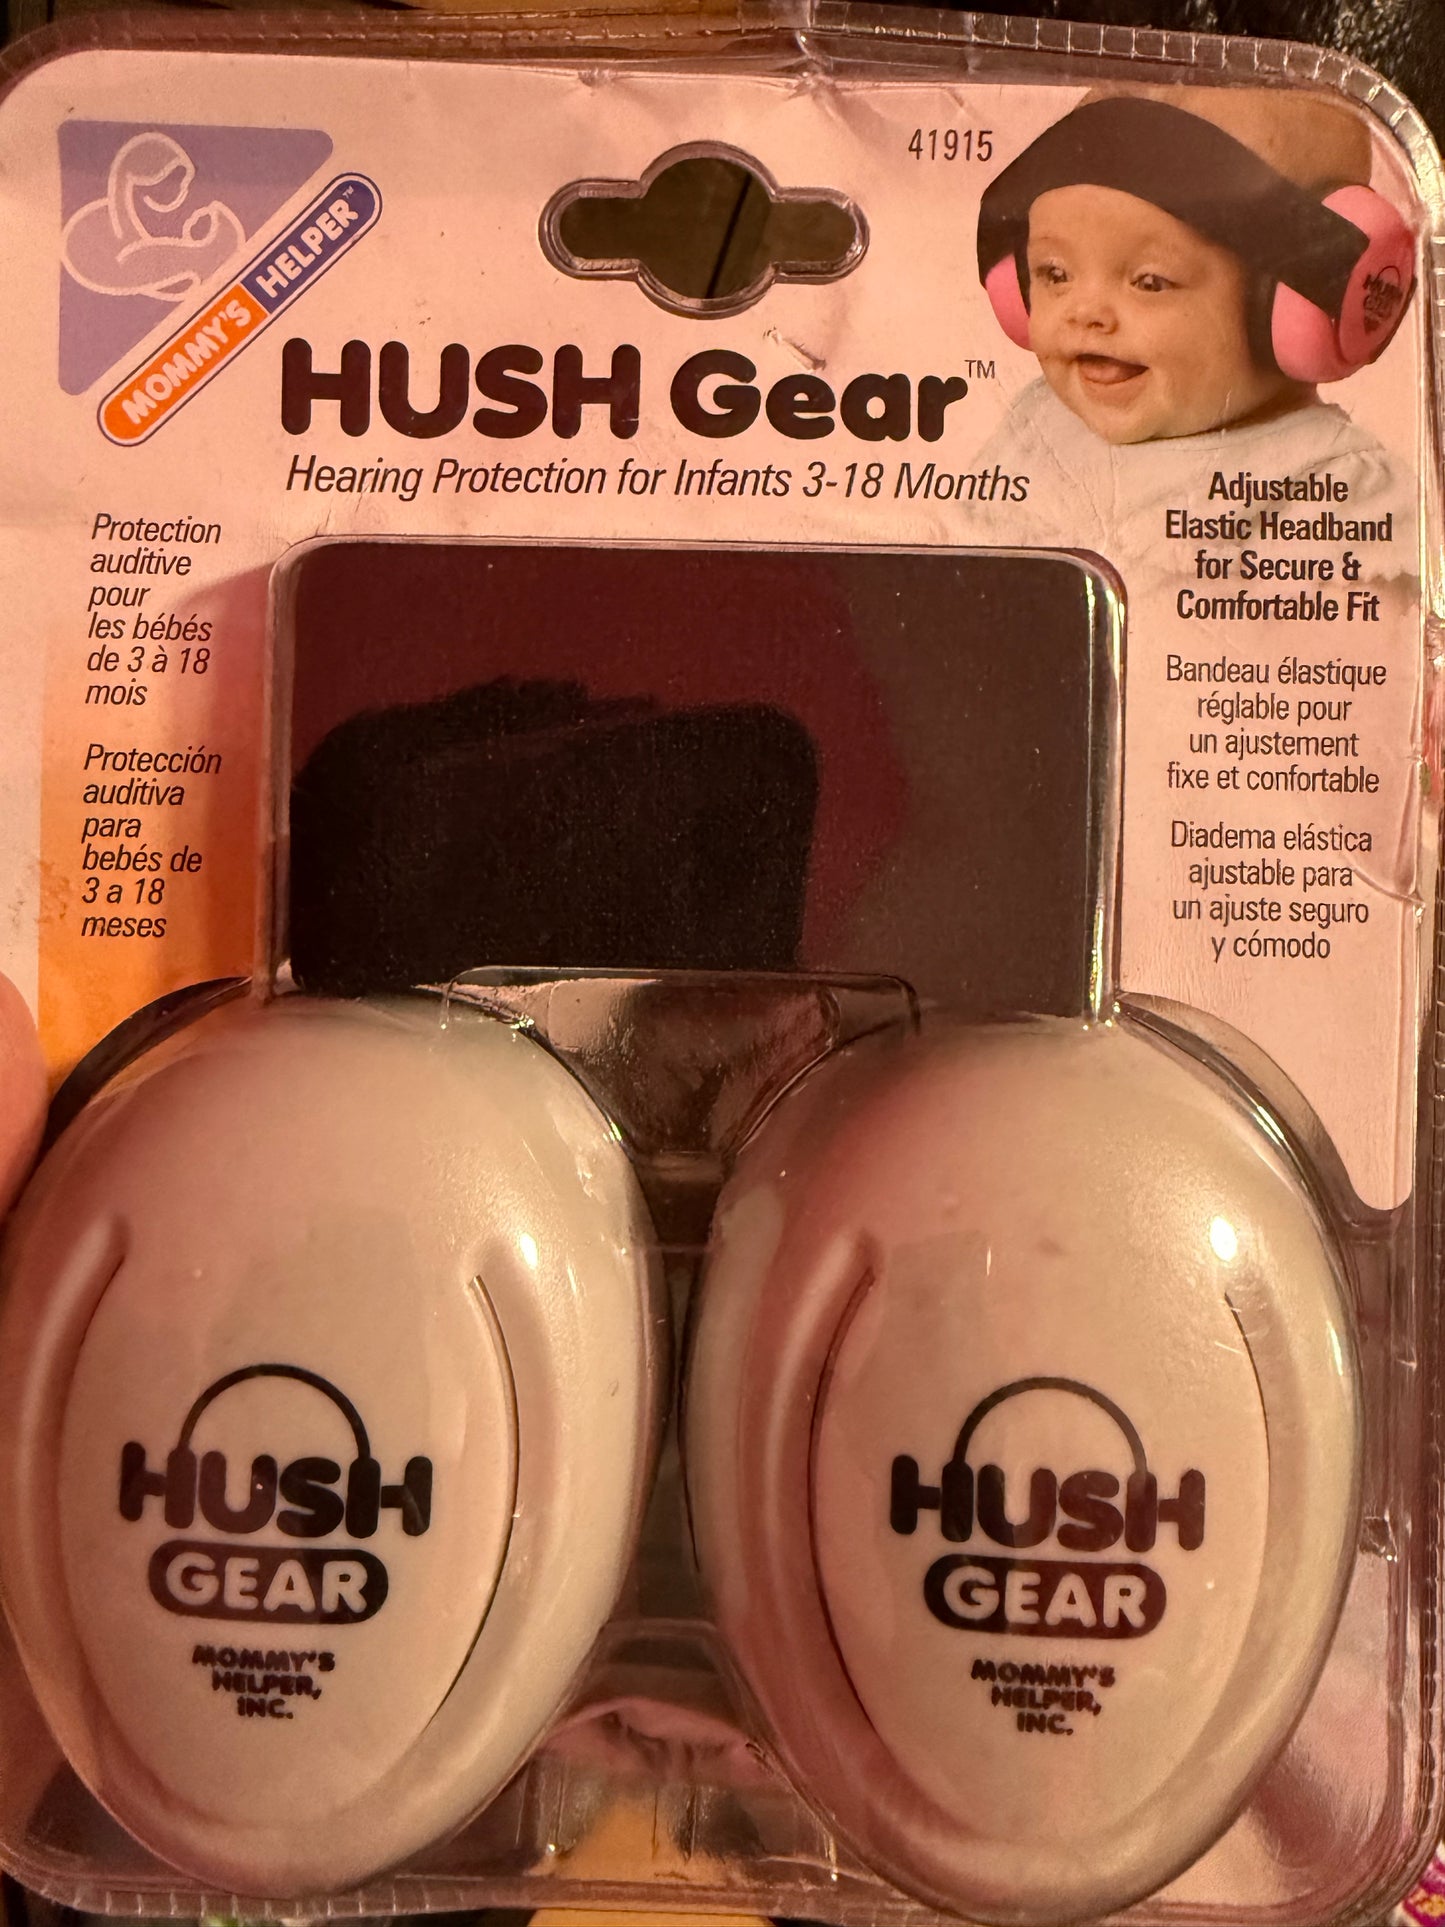 41915
MOMMY'S HELPER™
HUSH Gear™
Hearing Protection for Infants 3-18 Months
Protection
auditive
pour
les bébés
de 3 à 18
mois
Protección
auditiva
para
bebés de
3 a 18
meses
Adjustable
Elastic Headband
for Secure &
Comfortable Fit
Bandeau élastique
réglable pour
un ajustement
fixe et confortable
Diadema elástica
ajustable para
un ajuste seguro
y cómodo
HUSH
GEAR
MOMMY'S
HELPER,
INC.
HUSH
GEAR
MOMMY'S
HELPER,
INC.
HUSH
GEAR